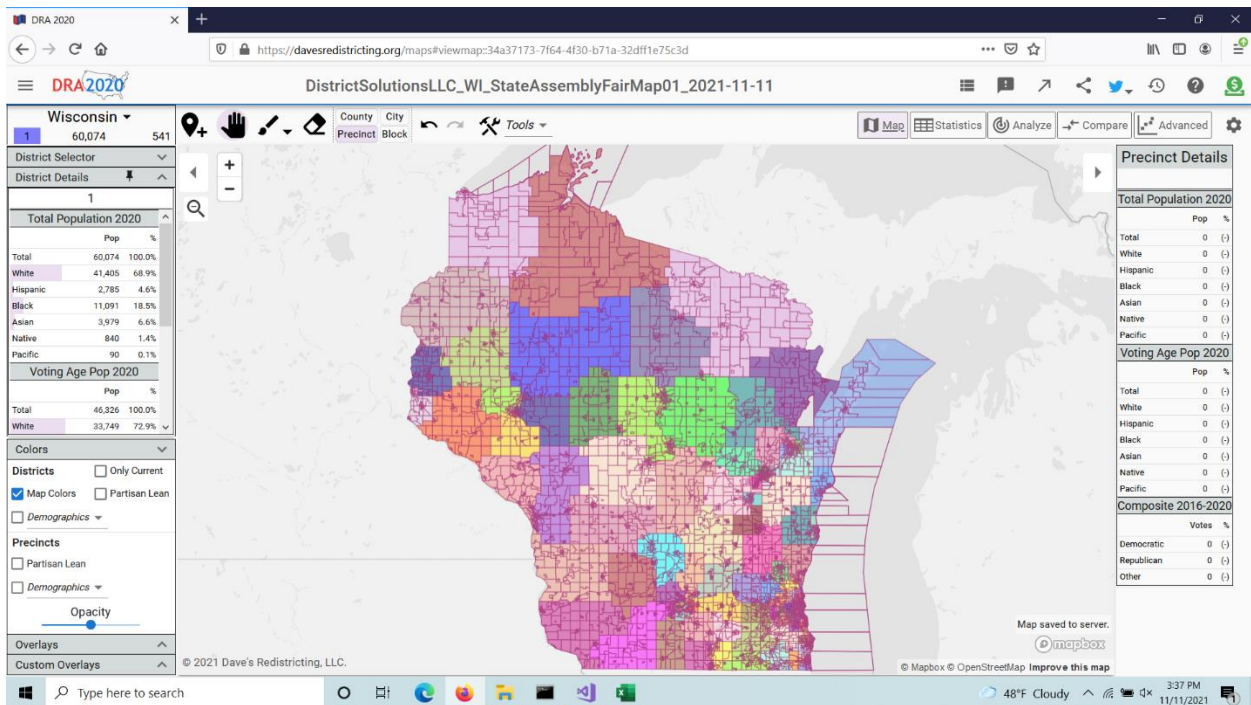 DRA 2020
https://davesredistricting.org/maps#viewmap::34a37173-7f64-4f30-b71a-32dff1e75c3d
DRA2020
DistrictSolutionsLLC_WI_StateAssemblyFairMap01_2021-11-11
Wisconsin
1 60,074 541
County City
Precinct Block
Tools
Map Statistics Analyze Compare Advanced
District Selector
District Details
1
Total Population 2020
Pop %
Total 60,074 100.0%
White 41,405 68.9%
Hispanic 2,785 4.6%
Black 11,091 18.5%
Asian 3,979 6.6%
Native 840 1.4%
Pacific 90 0.1%
Voting Age Pop 2020
Pop %
Total 46,326 100.0%
White 33,749 72.9%
Colors
Districts Only Current
Map Colors Partisan Lean
Demographics
Precincts
Partisan Lean
Demographics
Opacity
Overlays
Custom Overlays
Precinct Details
Total Population 2020
Pop %
Total 0 (-)
White 0 (-)
Hispanic 0 (-)
Black 0 (-)
Asian 0 (-)
Native 0 (-)
Pacific 0 (-)
Voting Age Pop 2020
Pop %
Total 0 (-)
White 0 (-)
Hispanic 0 (-)
Black 0 (-)
Asian 0 (-)
Native 0 (-)
Pacific 0 (-)
Composite 2016-2020
Votes %
Democratic 0 (-)
Republican 0 (-)
Other 0 (-)
Map saved to server.
mapbox
© 2021 Dave's Redistricting, LLC.
© Mapbox © OpenStreetMap Improve this map
Type here to search
48°F Cloudy
3:37 PM
11/11/2021
1